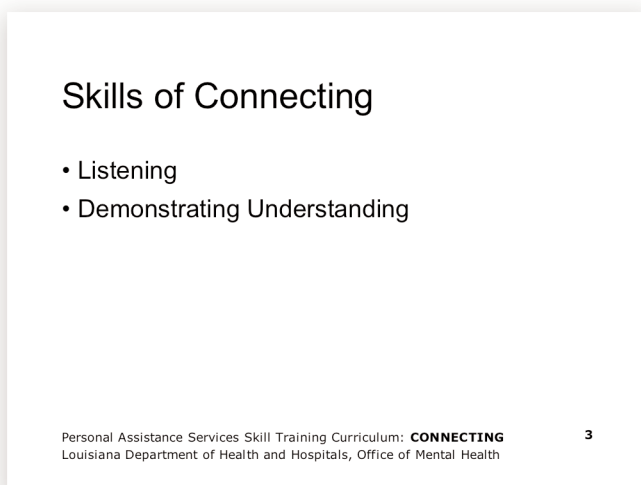 Skills of Connecting
• Listening
• Demonstrating Understanding
Personal Assistance Services Skill Training Curriculum: CONNECTING
3
Louisiana Department of Health and Hospitals, Office of Mental Health